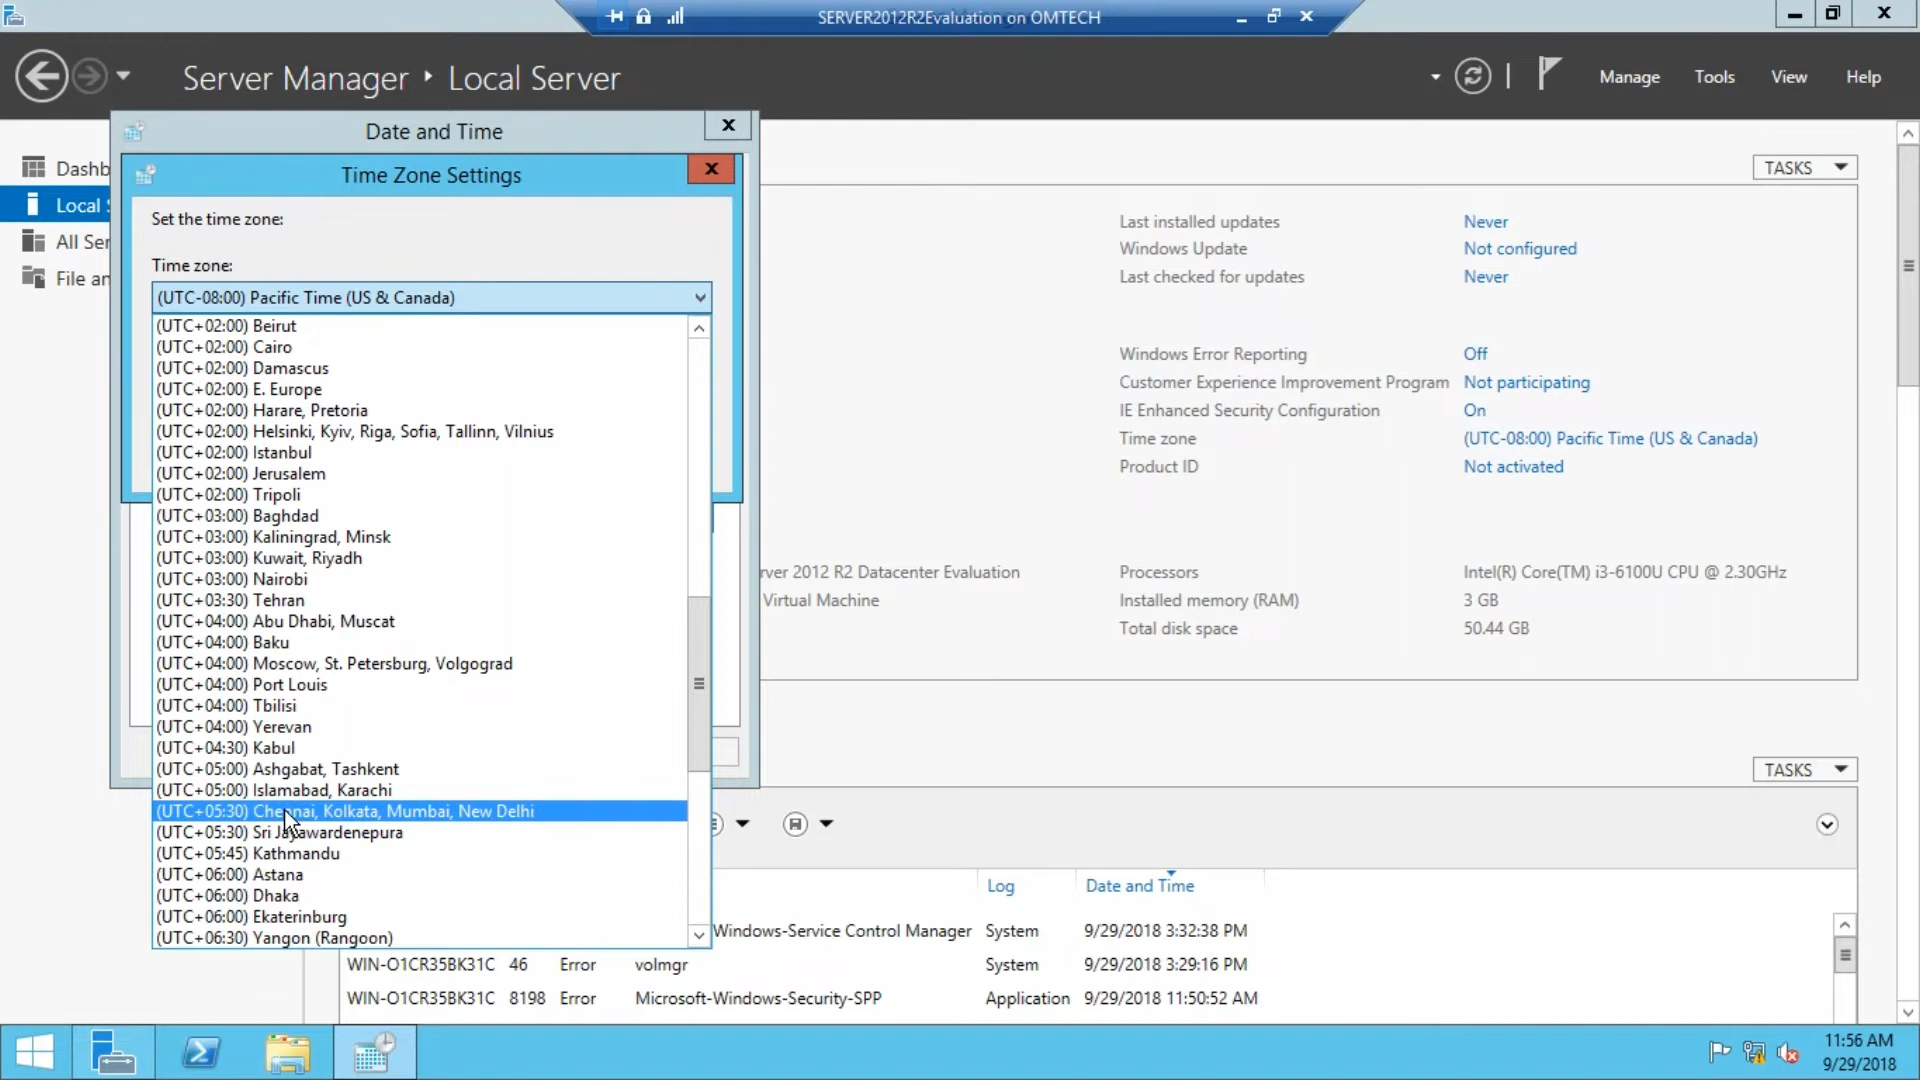 SERVER2012R2Evaluation on OMTECH
Server Manager ‣ Local Server
Manage Tools View Help
Date and Time
Time Zone Settings
Set the time zone:
Time zone:
(UTC-08:00) Pacific Time (US & Canada)
(UTC+02:00) Beirut
(UTC+02:00) Cairo
(UTC+02:00) Damascus
(UTC+02:00) E. Europe
(UTC+02:00) Harare, Pretoria
(UTC+02:00) Helsinki, Kyiv, Riga, Sofia, Tallinn, Vilnius
(UTC+02:00) Istanbul
(UTC+02:00) Jerusalem
(UTC+02:00) Tripoli
(UTC+03:00) Baghdad
(UTC+03:00) Kaliningrad, Minsk
(UTC+03:00) Kuwait, Riyadh
(UTC+03:00) Nairobi
(UTC+03:30) Tehran
(UTC+04:00) Abu Dhabi, Muscat
(UTC+04:00) Baku
(UTC+04:00) Moscow, St. Petersburg, Volgograd
(UTC+04:00) Port Louis
(UTC+04:00) Tbilisi
(UTC+04:00) Yerevan
(UTC+04:30) Kabul
(UTC+05:00) Ashgabat, Tashkent
(UTC+05:00) Islamabad, Karachi
(UTC+05:30) Chennai, Kolkata, Mumbai, New Delhi
(UTC+05:30) Sri Jayawardenepura
(UTC+05:45) Kathmandu
(UTC+06:00) Astana
(UTC+06:00) Dhaka
(UTC+06:00) Ekaterinburg
(UTC+06:30) Yangon (Rangoon)
Dashb
Local S
All Ser
File an
TASKS
Last installed updates Never
Windows Update Not configured
Last checked for updates Never
Windows Error Reporting Off
Customer Experience Improvement Program Not participating
IE Enhanced Security Configuration On
Time zone (UTC-08:00) Pacific Time (US & Canada)
Product ID Not activated
rver 2012 R2 Datacenter Evaluation Processors Intel(R) Core(TM) i3-6100U CPU @ 2.30GHz
Virtual Machine Installed memory (RAM) 3 GB
Total disk space 50.44 GB
TASKS
Log Date and Time
Windows-Service Control Manager System 9/29/2018 3:32:38 PM
WIN-O1CR35BK31C 46 Error volmgr System 9/29/2018 3:29:16 PM
WIN-O1CR35BK31C 8198 Error Microsoft-Windows-Security-SPP Application 9/29/2018 11:50:52 AM
11:56 AM
9/29/2018